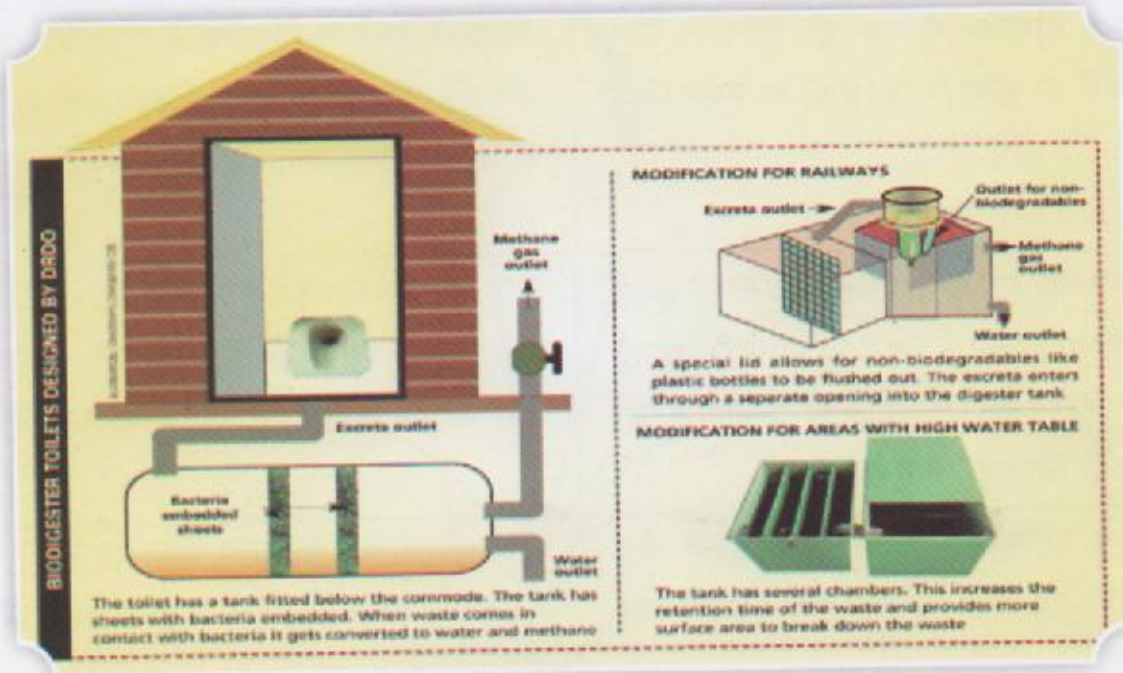 BIODIGESTER TOILETS DESIGNED BY DRDO
Methane
gas
outlet
Excreta outlet
Bacteria
embedded
sheets
Water
outlet
The toilet has a tank fitted below the commode. The tank has
sheets with bacteria embedded. When waste comes in
contact with bacteria it gets converted to water and methane
MODIFICATION FOR RAILWAYS
Excreta outlet
Outlet for non-
biodegradables
Methane
gas
outlet
Water outlet
A special lid allows for non-biodegradables like
plastic bottles to be flushed out. The excreta enters
through a separate opening into the digester tank
MODIFICATION FOR AREAS WITH HIGH WATER TABLE
The tank has several chambers. This increases the
retention time of the waste and provides more
surface area to break down the waste